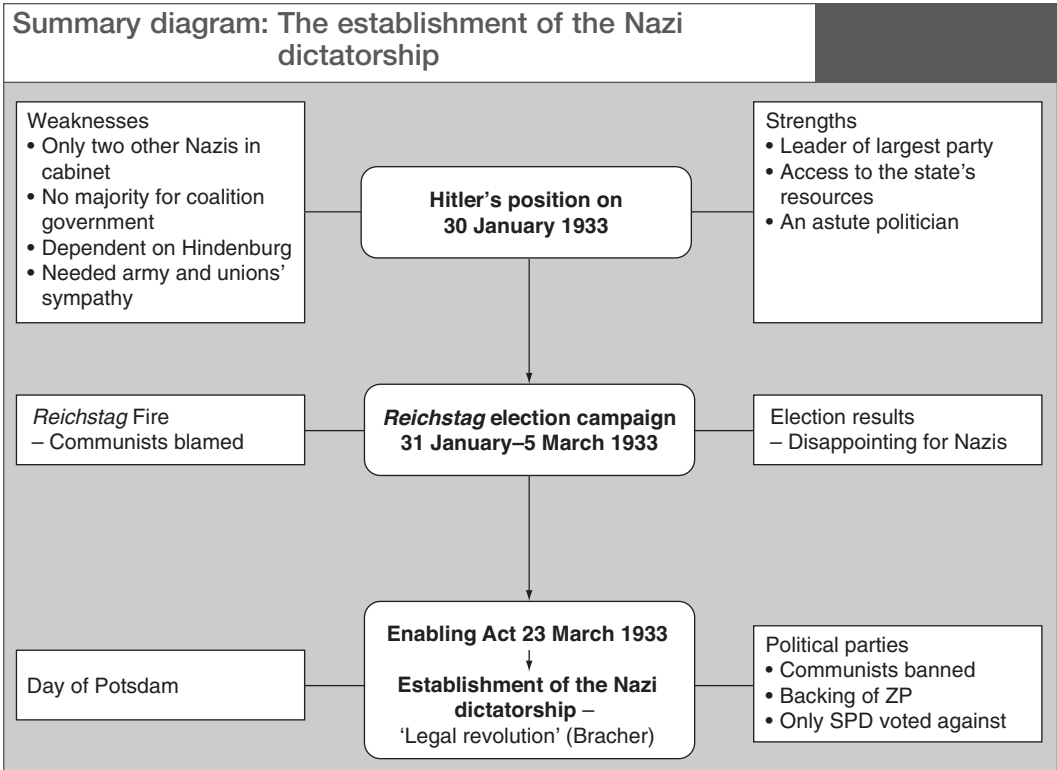 Summary diagram: The establishment of the Nazi
dictatorship
Weaknesses
• Only two other Nazis in
cabinet
• No majority for coalition
government
• Dependent on Hindenburg
• Needed army and unions'
sympathy
Hitler's position on
30 January 1933
Strengths
• Leader of largest party
• Access to the state's
resources
• An astute politician
Reichstag Fire
– Communists blamed
Reichstag election campaign
31 January–5 March 1933
Election results
– Disappointing for Nazis
Day of Potsdam
Enabling Act 23 March 1933
Establishment of the Nazi
dictatorship –
'Legal revolution' (Bracher)
Political parties
• Communists banned
• Backing of ZP
• Only SPD voted against